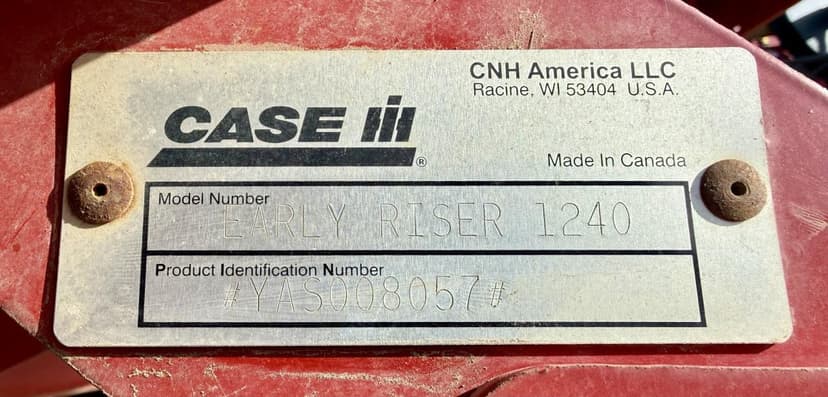 CNH America LLC
Racine, WI 53404 U.S.A.
CASE IH®
Made In Canada
Model Number
EARLY RISER 1240
Product Identification Number
#YAS008057#